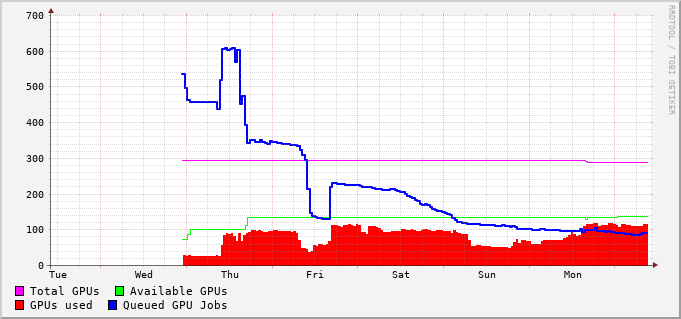 700
600
500
400
300
200
100
0
Tue Wed Thu Fri Sat Sun Mon
Total GPUs Available GPUs
GPUs used Queued GPU Jobs
RRDTOOL / TOBI OETIKER